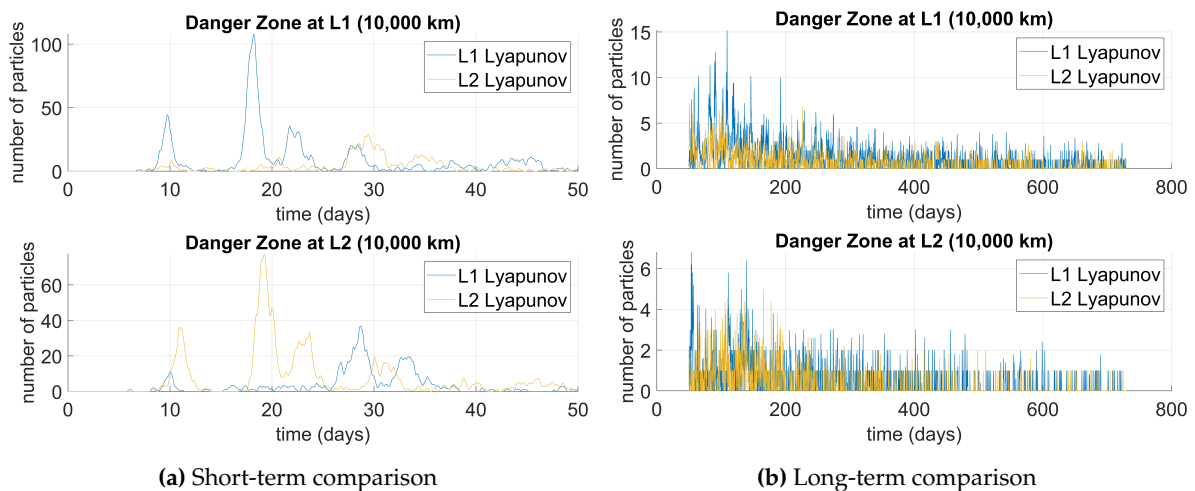 Danger Zone at L1 (10,000 km)
number of particles
100
50
0
L1 Lyapunov
L2 Lyapunov
0 10 20 30 40 50
time (days)
Danger Zone at L2 (10,000 km)
number of particles
60
40
20
0
L1 Lyapunov
L2 Lyapunov
0 10 20 30 40 50
time (days)
(a) Short-term comparison
Danger Zone at L1 (10,000 km)
number of particles
15
10
5
0
L1 Lyapunov
L2 Lyapunov
0 200 400 600 800
time (days)
Danger Zone at L2 (10,000 km)
number of particles
6
4
2
0
L1 Lyapunov
L2 Lyapunov
0 200 400 600 800
time (days)
(b) Long-term comparison